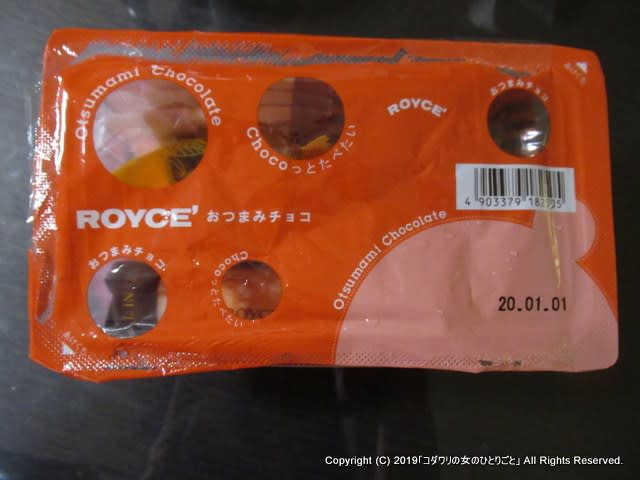 Otsumami Chocolate
Chocoっとたべたい
ROYCE'
おつまみチョコ
ROYCE' おつまみチョコ
おつまみチョコ
Chocoっとたべたい
Otsumami Chocolate
20.01.01
Copyright (C) 2019「コダワリの女のひとりごと」 All Rights Reserved.